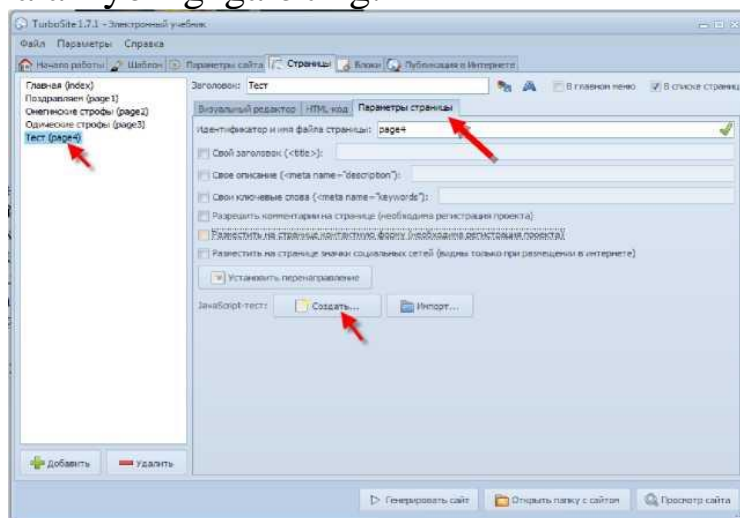 TurboSite 1.7.1 - Электронный учебник
Файл Параметры Справка
Начало работы Шаблон Параметры сайта Страницы Блоки Публикация в Интернете
Главная (index)
Поздравляем (page1)
Онегинские строфы (page2)
Одические строфы (page3)
Тест (page4)
Заголовок: Тест В главном меню В списке страниц
Визуальный редактор HTML-код Параметры страницы
Идентификатор и имя файла страницы: page4
Свой заголовок (<title>):
Свое описание (<meta name="description"):
Свои ключевые слова (<meta name="keywords"):
Разрешить комментарии на странице (необходима регистрация проекта)
Разместить на странице контактную форму (необходима регистрация проекта)
Разместить на странице значки социальных сетей (видны только при размещении в интернете)
Установить перенаправление
JavaScript-тест: Создать... Импорт...
Добавить Удалить
Генерировать сайт Открыть папку с сайтом Просмотр сайта